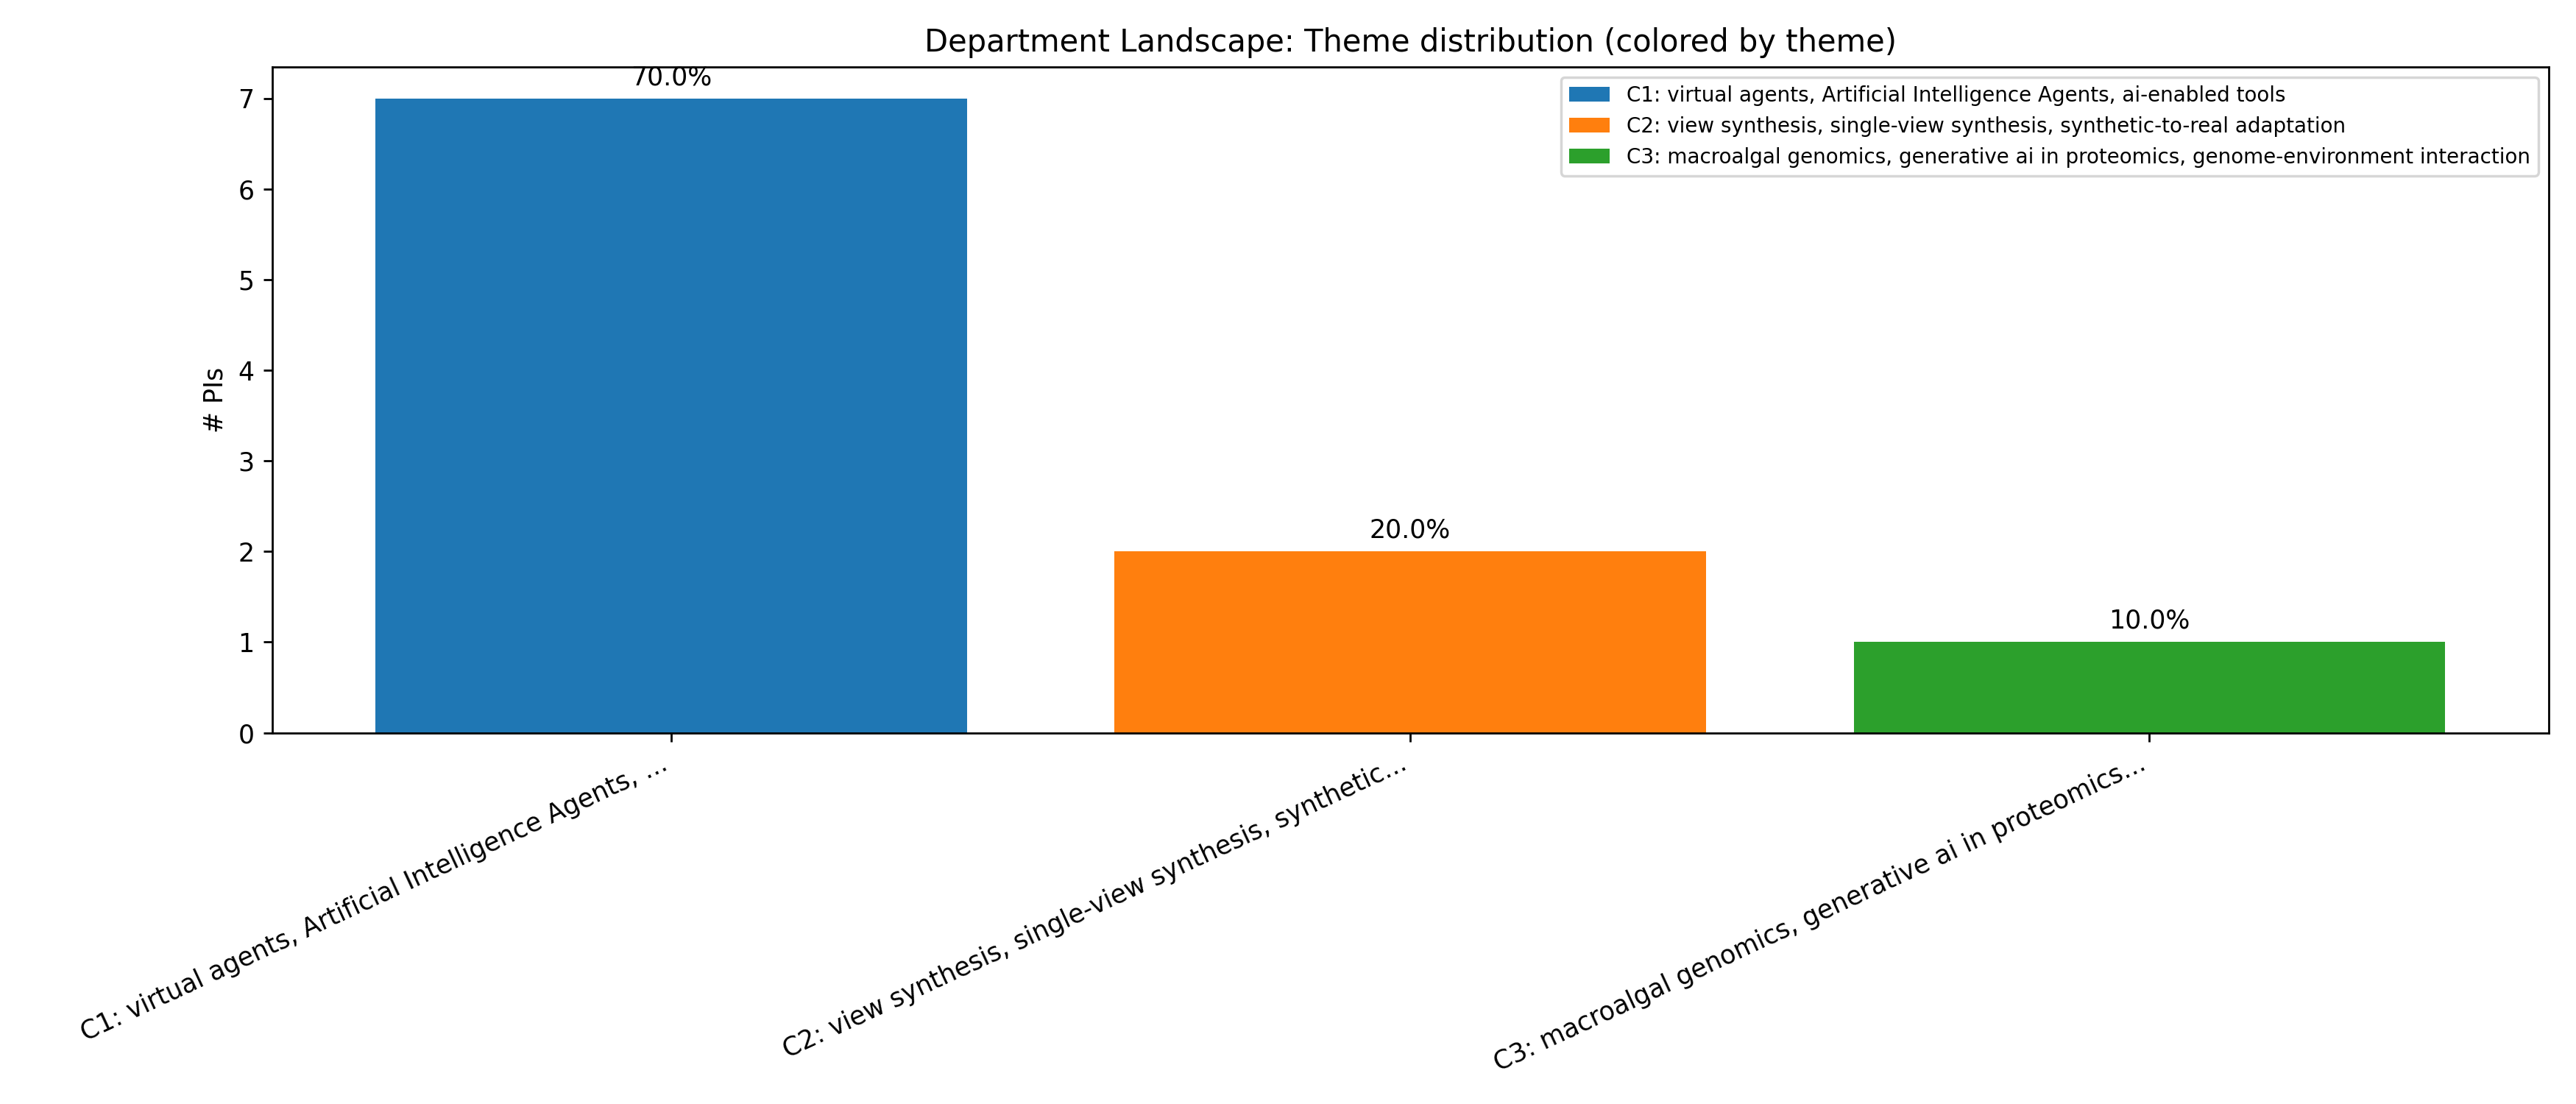 Department Landscape: Theme distribution (colored by theme)
70.0%
C1: virtual agents, Artificial Intelligence Agents, ai-enabled tools
C2: view synthesis, single-view synthesis, synthetic-to-real adaptation
C3: macroalgal genomics, generative ai in proteomics, genome-environment interaction
7
6
5
4
3
2
1
0
# PIs
20.0%
10.0%
C1: virtual agents, Artificial Intelligence Agents, ...
C2: view synthesis, single-view synthesis, synthetic...
C3: macroalgal genomics, generative ai in proteomics...